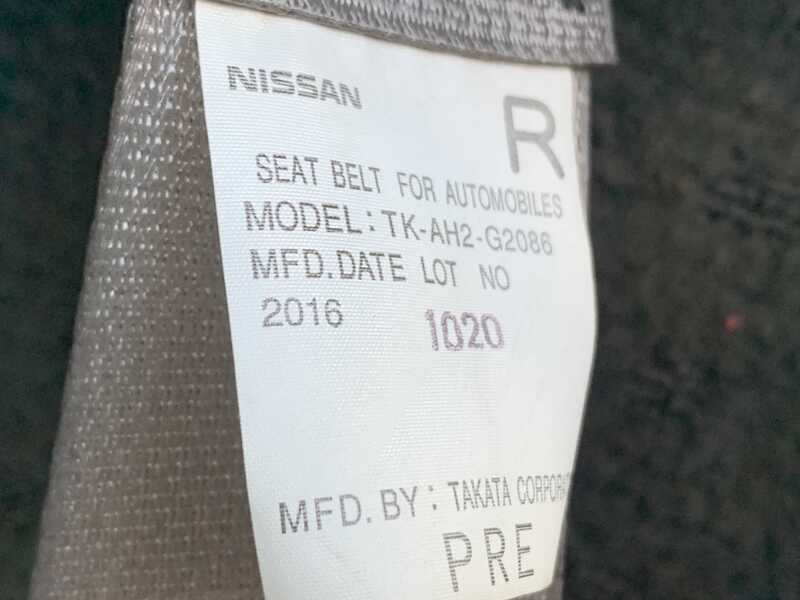 NISSAN
R
SEAT BELT FOR AUTOMOBILES
MODEL: TK-AH2-G2086
MFD.DATE LOT NO
2016 1020
MFD. BY: TAKATA
PRE